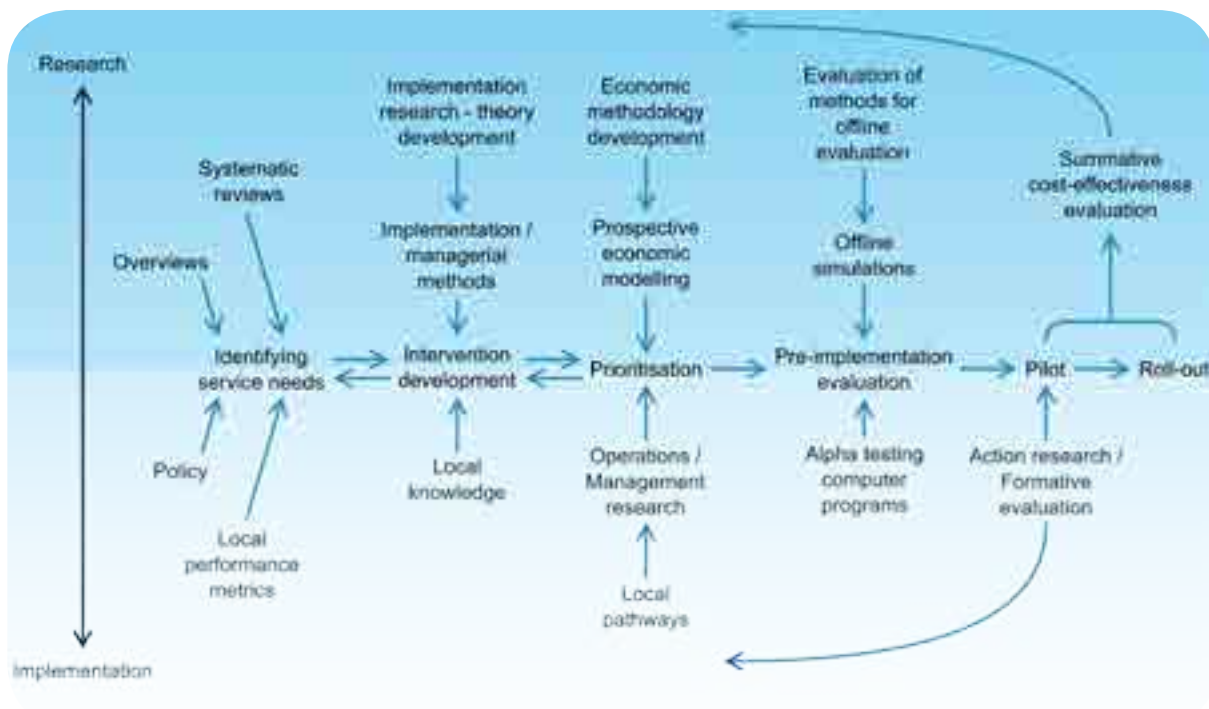 Research
Implementation
research - theory
development
Economic
methodology
development
Evaluation of
methods for
offline
evaluation
Summative
cost-effectiveness
evaluation
Systematic
reviews
Overviews
Implementation /
managerial
methods
Prospective
economic
modelling
Offline
simulations
Identifying
service needs
Intervention
development
Prioritisation
Pre-implementation
evaluation
Pilot
Roll-out
Policy
Local
performance
metrics
Local
knowledge
Operations /
Management
research
Local
pathways
Alpha testing
computer
programs
Action research /
Formative
evaluation
Implementation